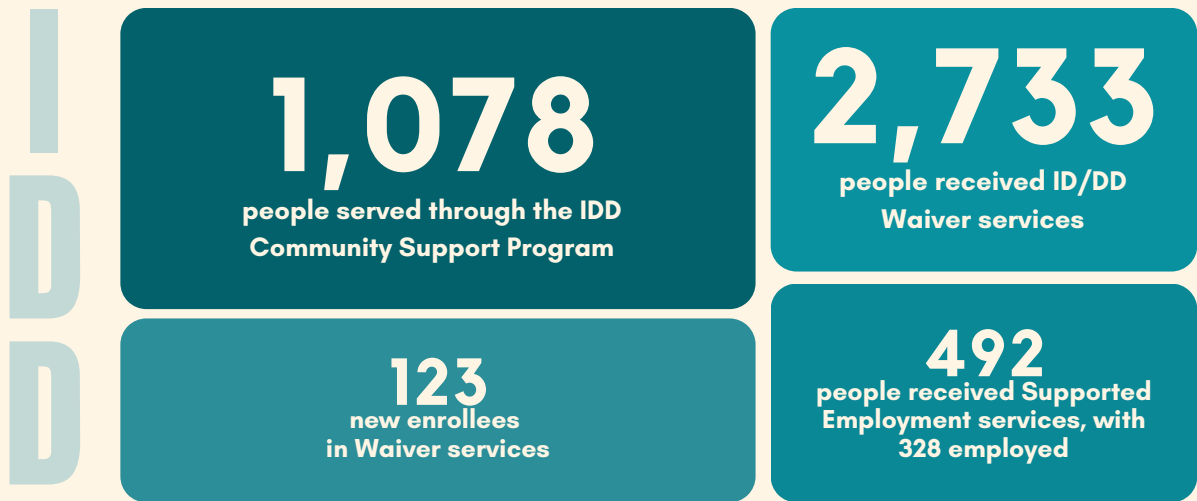 IDD
1,078
people served through the IDD
Community Support Program
2,733
people received ID/DD
Waiver services
123
new enrollees
in Waiver services
492
people received Supported
Employment services, with
328 employed